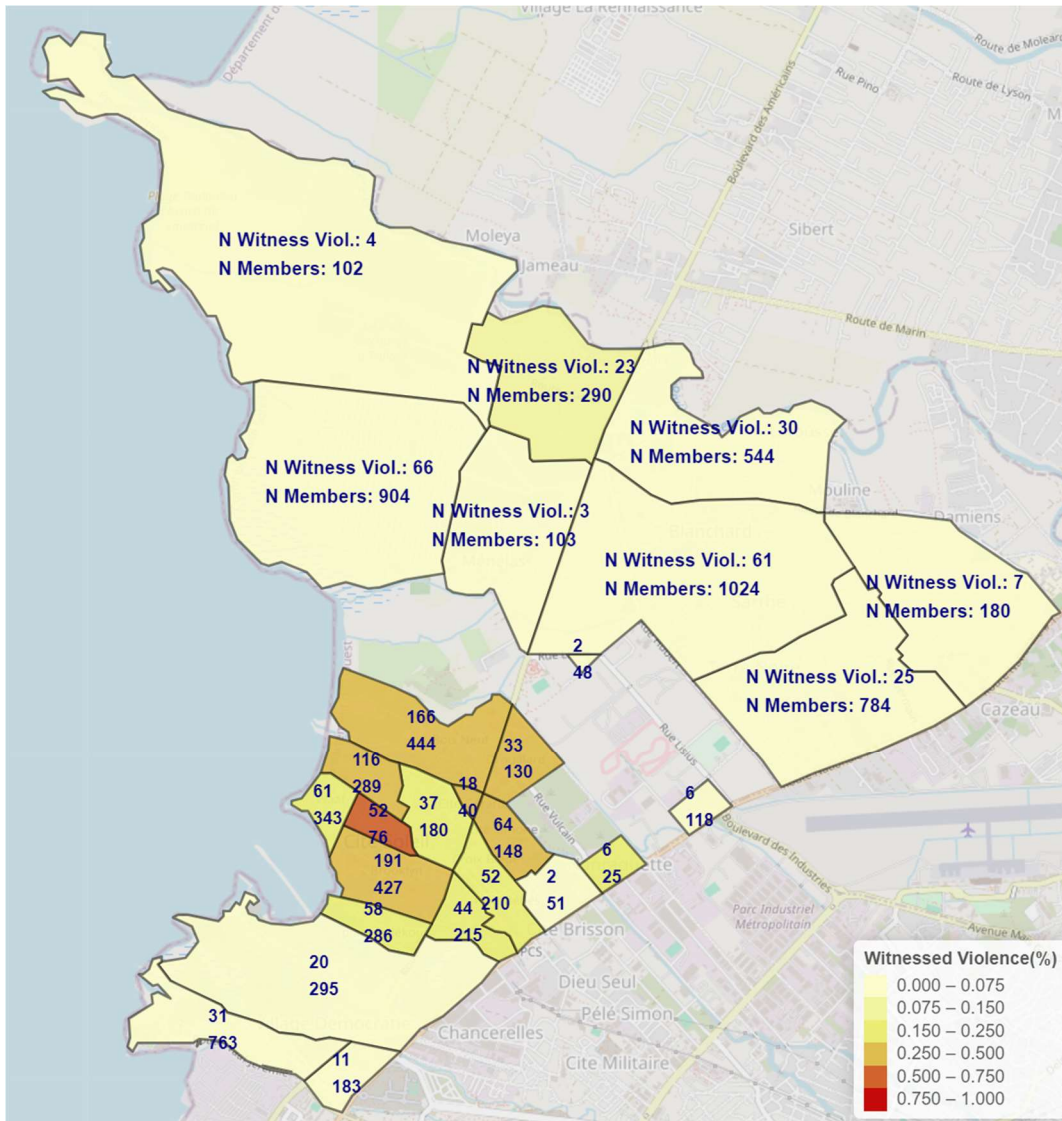 Village La Renaissance
Route de Molear
Rue Pino
Route de Lyson
Boulevard des Américains
N Witness Viol.: 4
N Members: 102
Moleya
Sibert
Jameau
Route de Marin
N Witness Viol.: 23
N Members: 290
N Witness Viol.: 30
N Members: 544
N Witness Viol.: 66
N Members: 904
Mouline
N Witness Viol.: 3
N Members: 103
Damiens
Blanchard
N Witness Viol.: 61
N Members: 1024
N Witness Viol.: 7
N Members: 180
2
48
N Witness Viol.: 25
N Members: 784
Cazeau
Rue Lisius
166
444
33
130
116
289
18
40
61
343
52
76
37
180
64
148
Rue Vulcain
6
118
Boulevard des Industries
191
427
52
210
2
51
6
25
58
286
44
215
Parc Industriel
Métropolitain
Brisson
PCS
20
295
Dieu Seul
Pélé Simon
31
763
Chancerelles
Cite Militaire
11
183
Witnessed Violence(%)
0.000 – 0.075
0.075 – 0.150
0.150 – 0.250
0.250 – 0.500
0.500 – 0.750
0.750 – 1.000